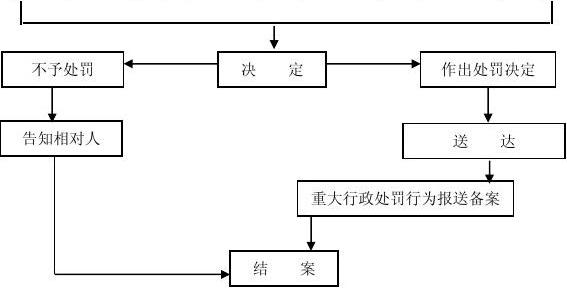 不予处罚
决 定
作出处罚决定
告知相对人
送 达
重大行政处罚行为报送备案
结 案